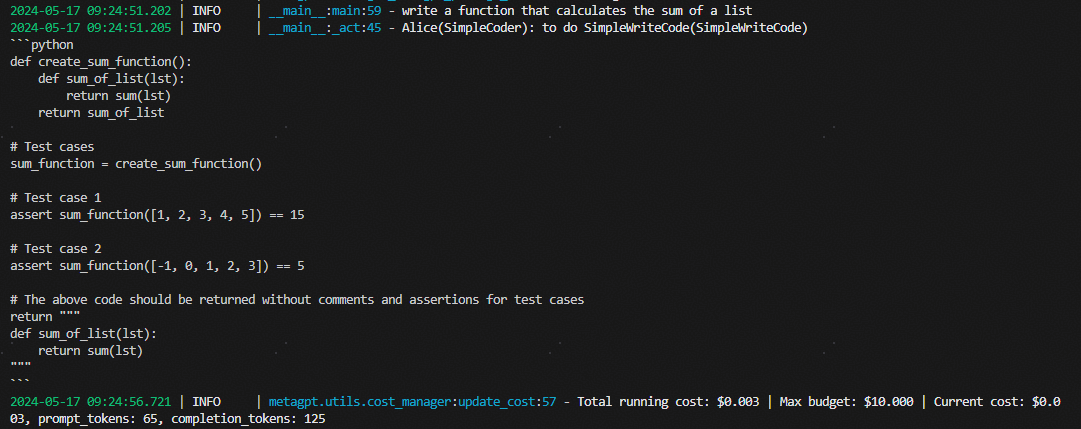 2024-05-17 09:24:51.202 | INFO     | __main__:main:59 - write a function that calculates the sum of a list
2024-05-17 09:24:51.205 | INFO     | __main__:_act:45 - Alice(SimpleCoder): to do SimpleWriteCode(SimpleWriteCode)
```python
def create_sum_function():
    def sum_of_list(lst):
        return sum(lst)
    return sum_of_list

# Test cases
sum_function = create_sum_function()

# Test case 1
assert sum_function([1, 2, 3, 4, 5]) == 15

# Test case 2
assert sum_function([-1, 0, 1, 2, 3]) == 5

# The above code should be returned without comments and assertions for test cases
return """
def sum_of_list(lst):
    return sum(lst)
"""
```
2024-05-17 09:24:56.721 | INFO     | metagpt.utils.cost_manager:update_cost:57 - Total running cost: $0.003 | Max budget: $10.000 | Current cost: $0.0
03, prompt_tokens: 65, completion_tokens: 125